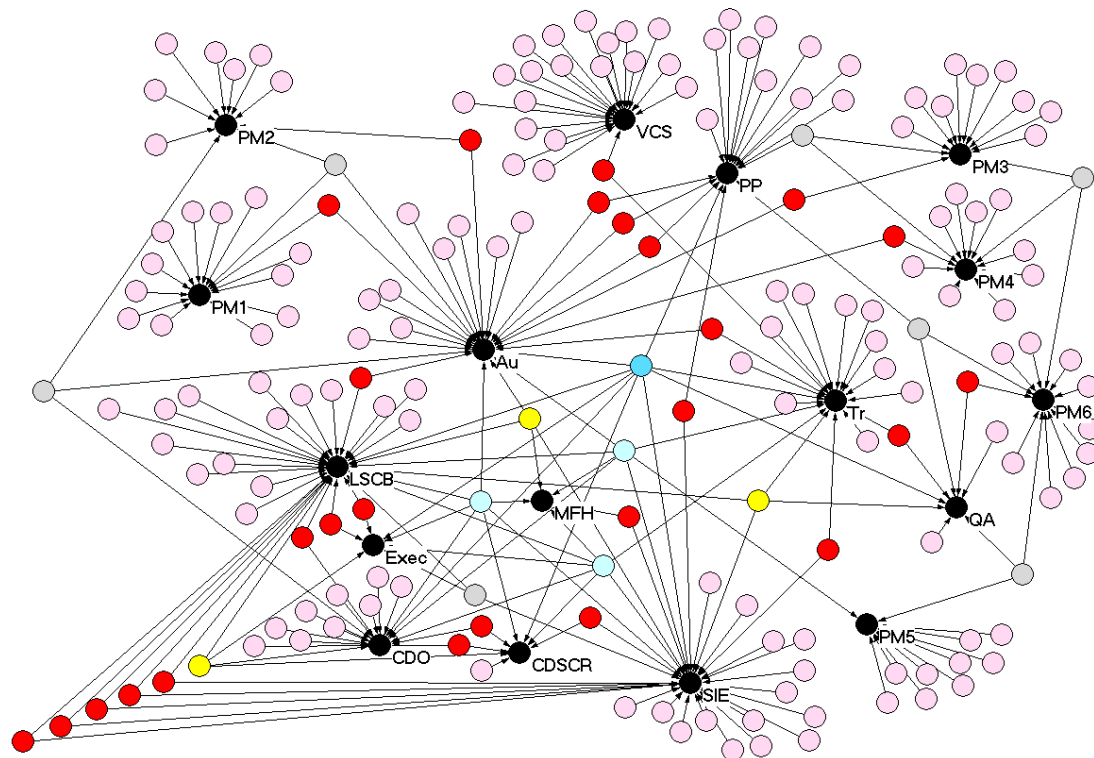 VCS
PM2
PM3
PP
PM4
PM1
Au
Tr
PM6
LSCB
MFH
QA
Exec
PM5
CDO
CDSCR
SIE